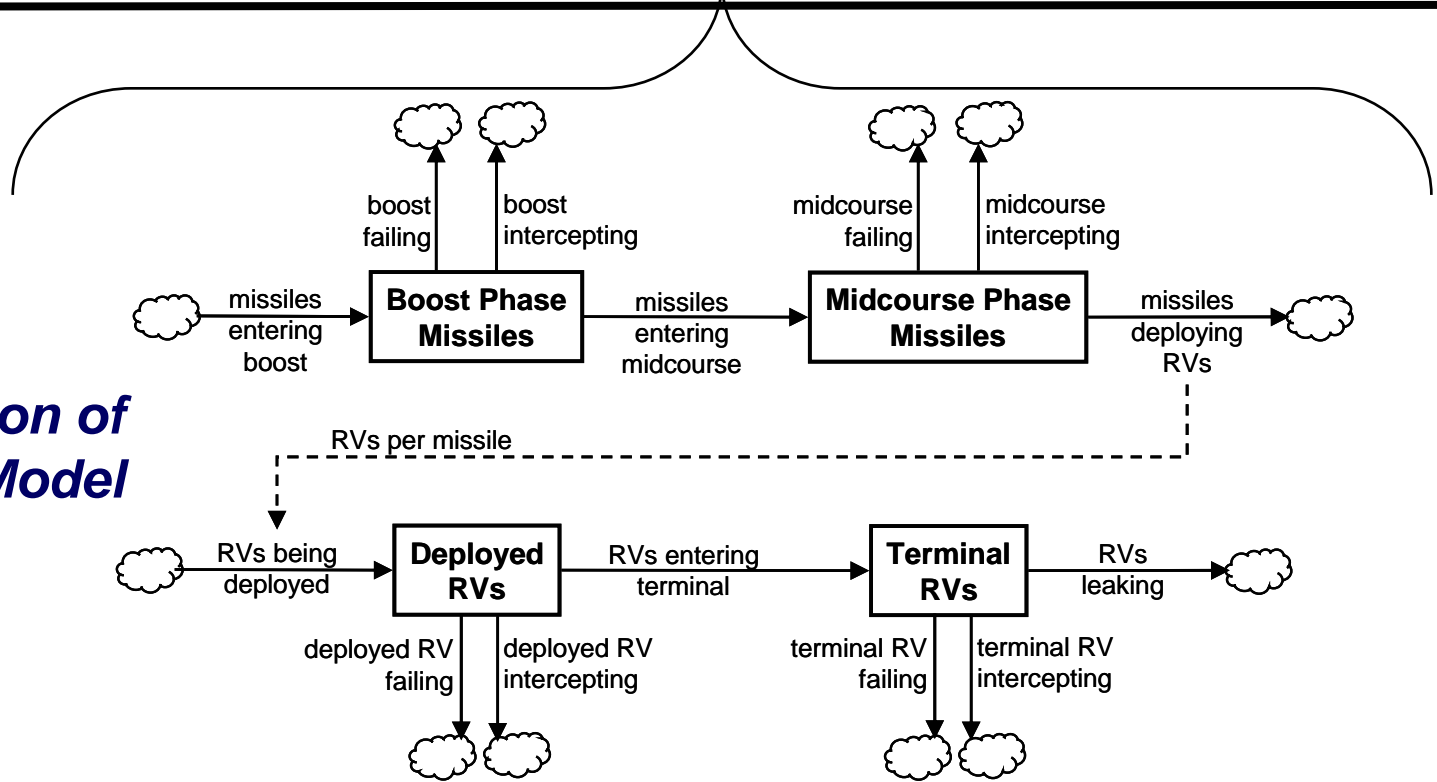 boost
failing
boost
intercepting
midcourse
failing
midcourse
intercepting
missiles
entering
boost
Boost Phase
Missiles
missiles
entering
midcourse
Midcourse Phase
Missiles
missiles
deploying
RVs
on of
Model
RVs per missile
RVs being
deployed
Deployed
RVs
RVs entering
terminal
Terminal
RVs
RVs
leaking
deployed RV
failing
deployed RV
intercepting
terminal RV
failing
terminal RV
intercepting